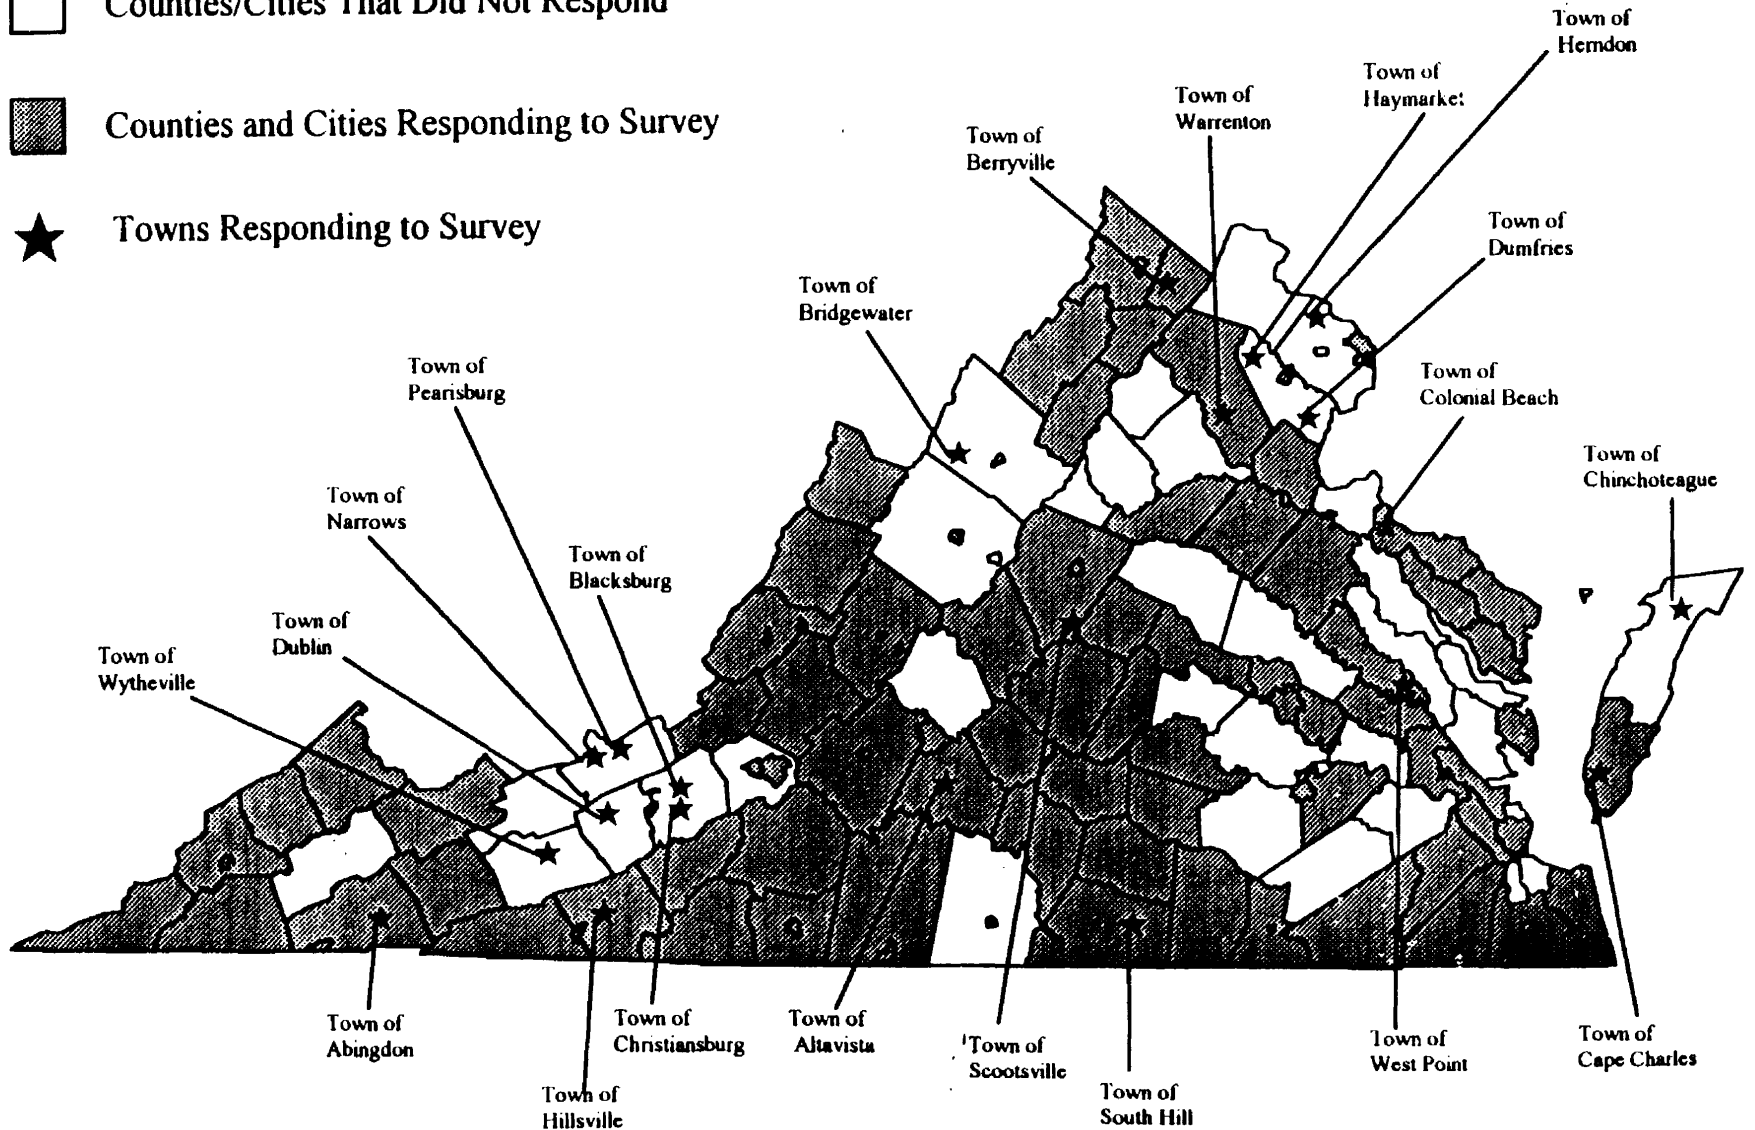 Counties/Cities That Did Not Respond
Counties and Cities Responding to Survey
Towns Responding to Survey
Town of
Herndon
Town of
Haymarket
Town of
Warrenton
Town of
Berryville
Town of
Dumfries
Town of
Bridgewater
Town of
Colonial Beach
Town of
Pearisburg
Town of
Chinchoteague
Town of
Narrows
Town of
Blacksburg
Town of
Dublin
Town of
Wytheville
Town of
Abingdon
Town of
Christiansburg
Town of
Altavista
Town of
Scootsville
Town of
West Point
Town of
Cape Charles
Town of
Hillsville
Town of
South Hill